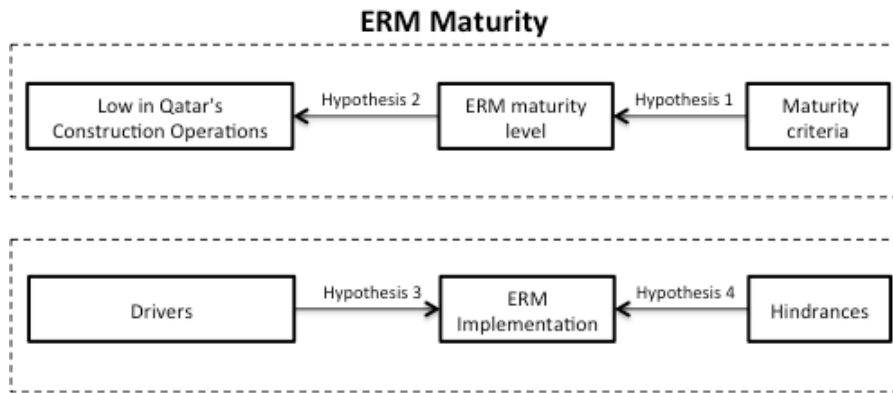 ERM Maturity
Low in Qatar's
Construction Operations
Hypothesis 2
ERM maturity
level
Hypothesis 1
Maturity
criteria
Drivers
Hypothesis 3
ERM
Implementation
Hypothesis 4
Hindrances